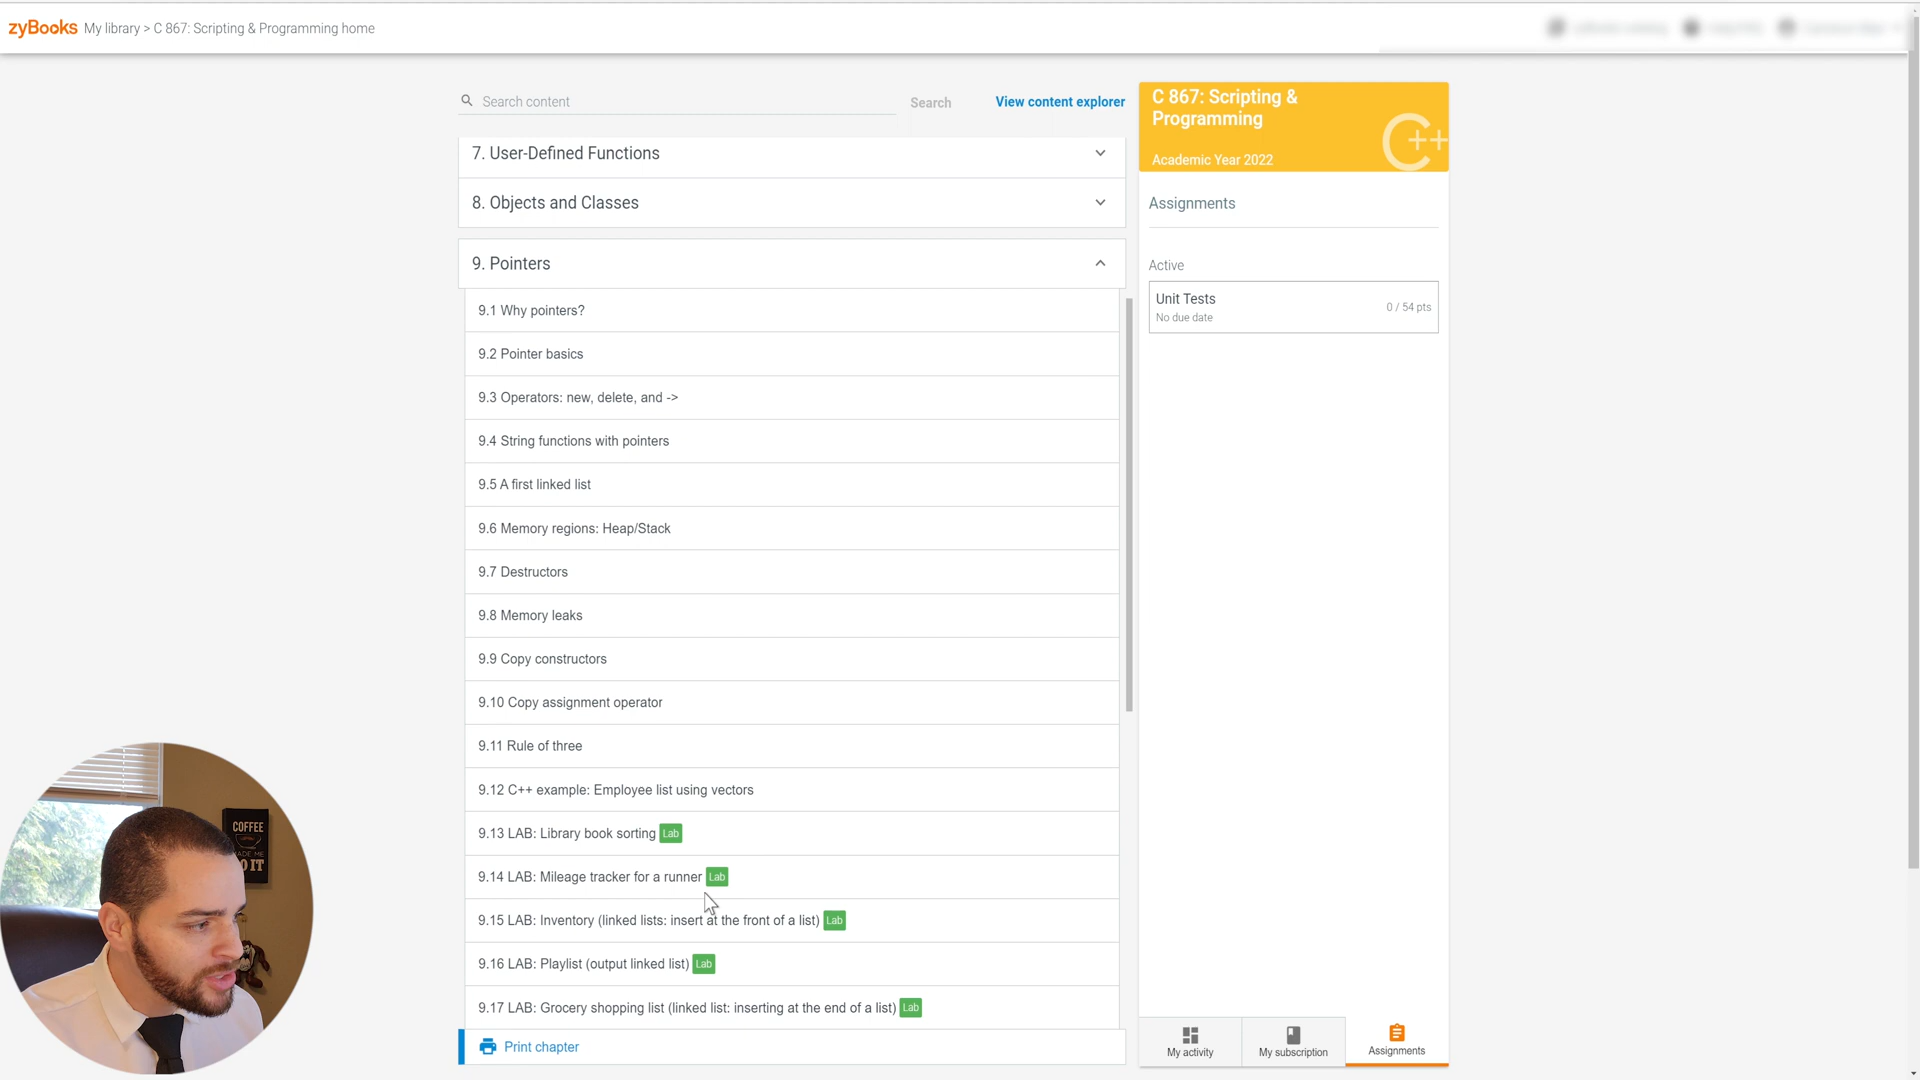 zyBooks My library > C 867: Scripting & Programming home
Search content
Search
View content explorer
7. User-Defined Functions
8. Objects and Classes
9. Pointers
9.1 Why pointers?
9.2 Pointer basics
9.3 Operators: new, delete, and ->
9.4 String functions with pointers
9.5 A first linked list
9.6 Memory regions: Heap/Stack
9.7 Destructors
9.8 Memory leaks
9.9 Copy constructors
9.10 Copy assignment operator
9.11 Rule of three
9.12 C++ example: Employee list using vectors
9.13 LAB: Library book sorting Lab
9.14 LAB: Mileage tracker for a runner Lab
9.15 LAB: Inventory (linked lists: insert at the front of a list) Lab
9.16 LAB: Playlist (output linked list) Lab
9.17 LAB: Grocery shopping list (linked list: inserting at the end of a list) Lab
Print chapter
C 867: Scripting &
Programming
Academic Year 2022
C++
Assignments
Active
Unit Tests
No due date
0 / 54 pts
My activity
My subscription
Assignments
COFFEE
ADE ME
O IT